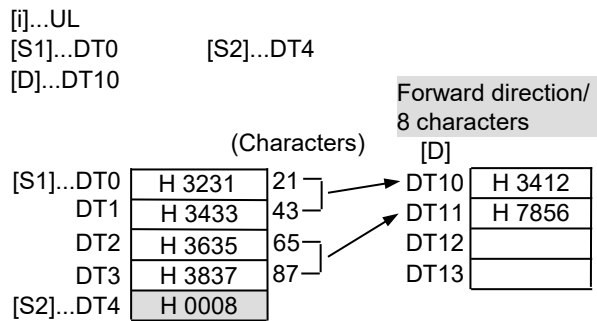 [i]...UL
[S1]...DT0 [S2]...DT4
[D]...DT10
Forward direction/
8 characters
(Characters) [D]
[S1]...DT0 H 3231 21 DT10 H 3412
DT1 H 3433 43 DT11 H 7856
DT2 H 3635 65 DT12
DT3 H 3837 87 DT13
[S2]...DT4 H 0008